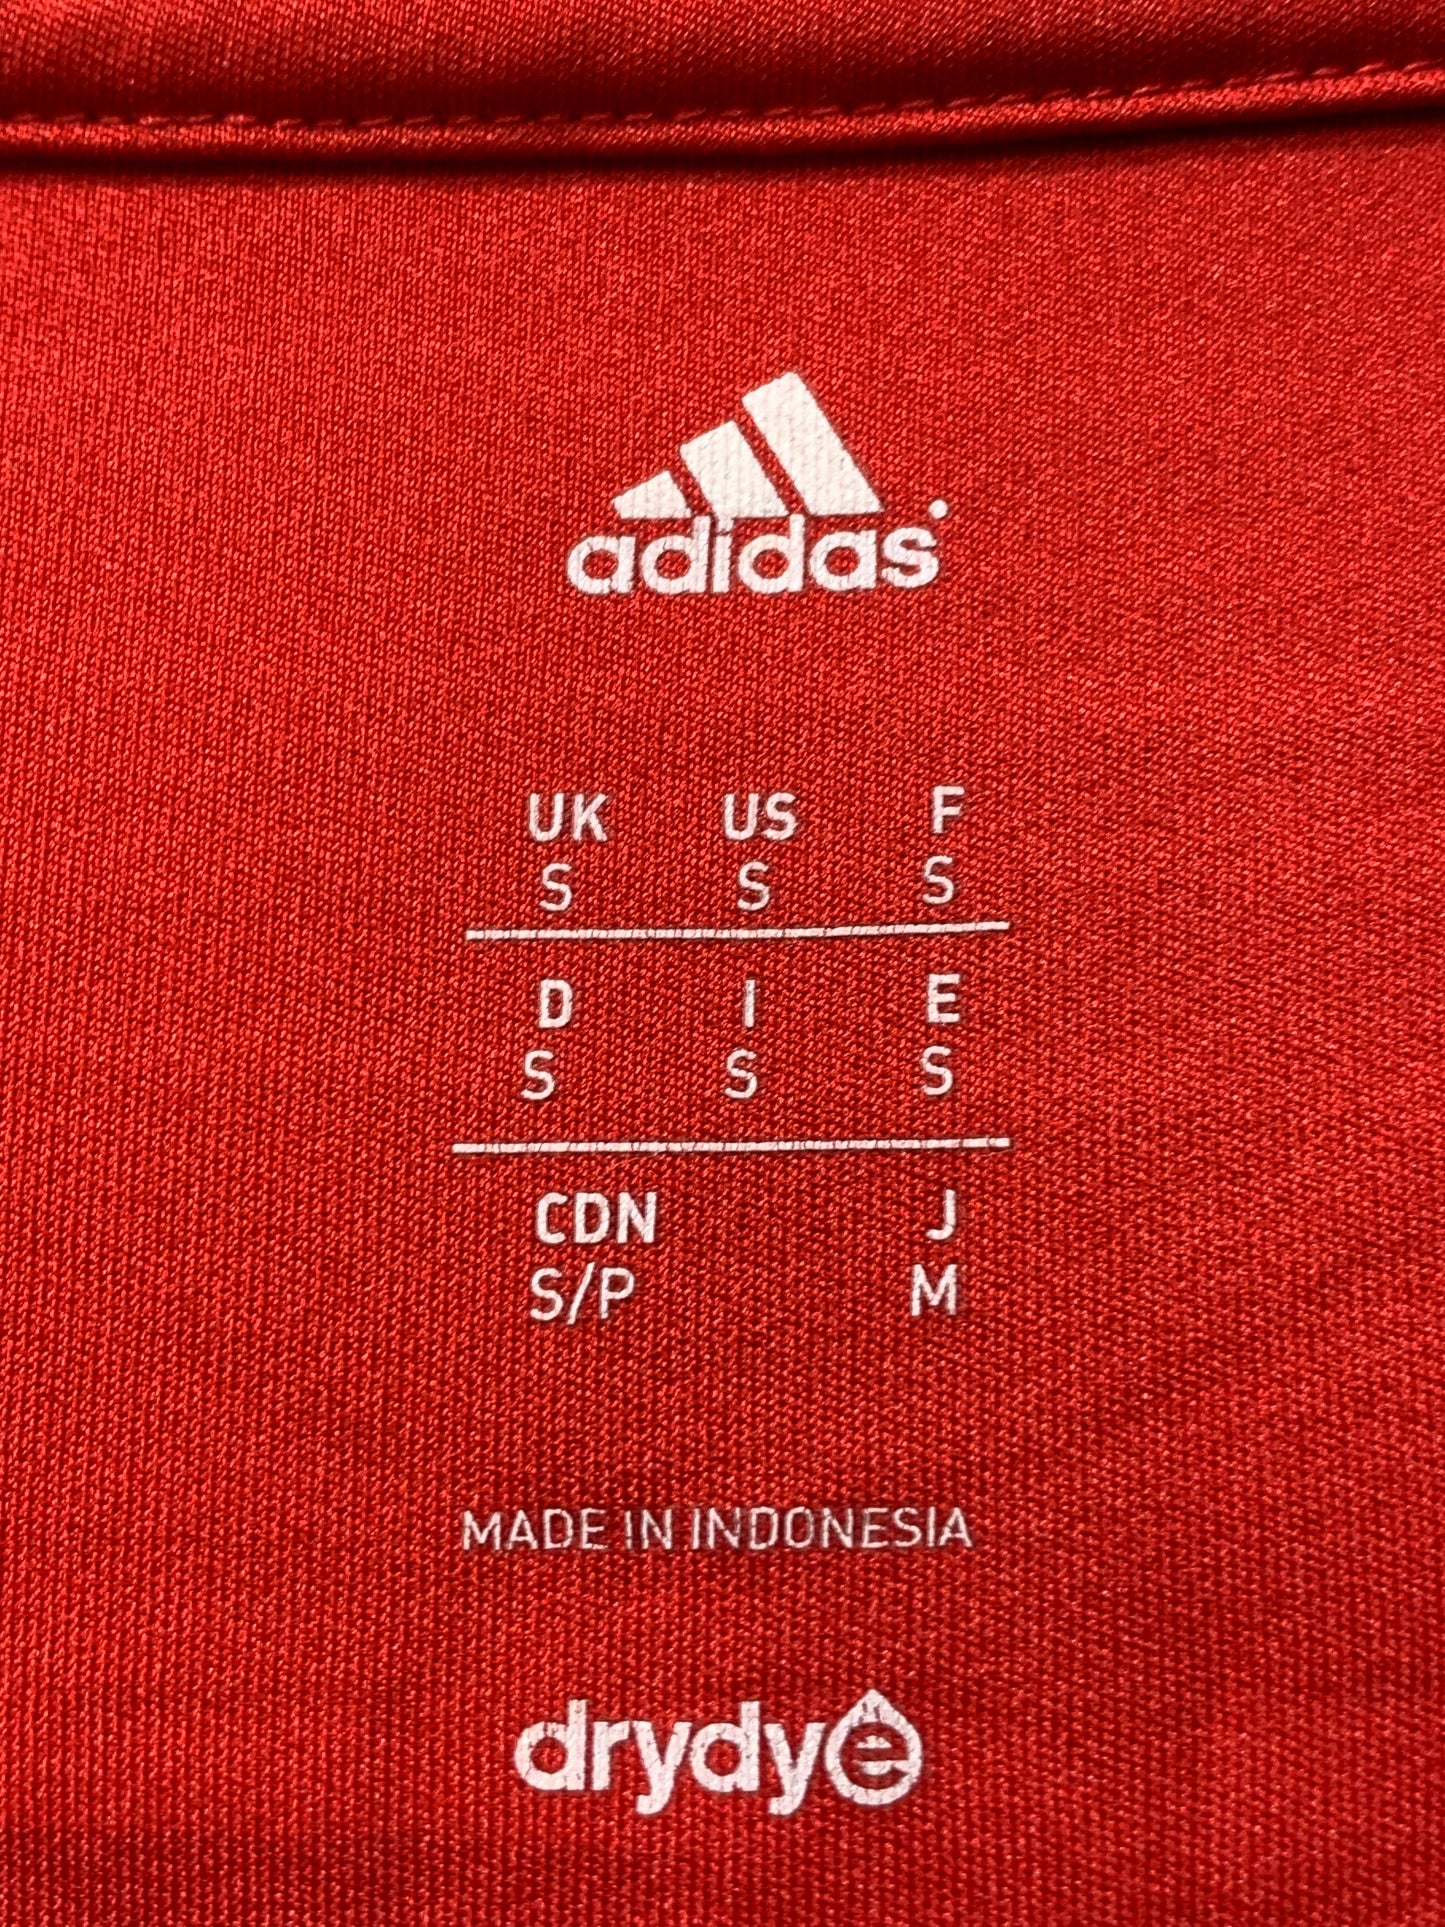 adidas
UK US F
S S S
D I E
S S S
CDN J
S/P M
MADE IN INDONESIA
drydye